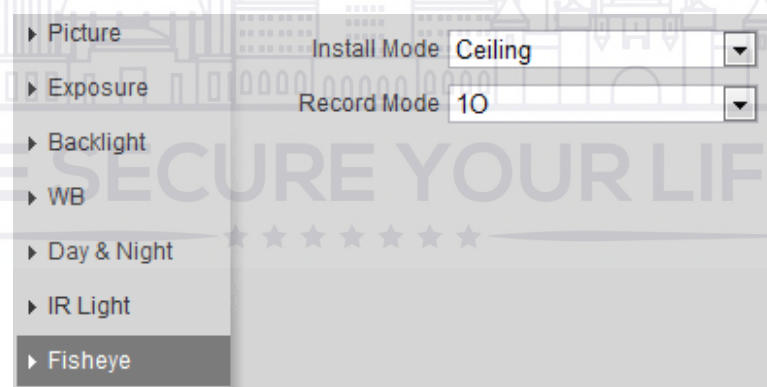 Picture
Exposure
Backlight
WB
Day & Night
IR Light
Fisheye
Install Mode Ceiling
Record Mode 1O
E SECURE YOUR LIF